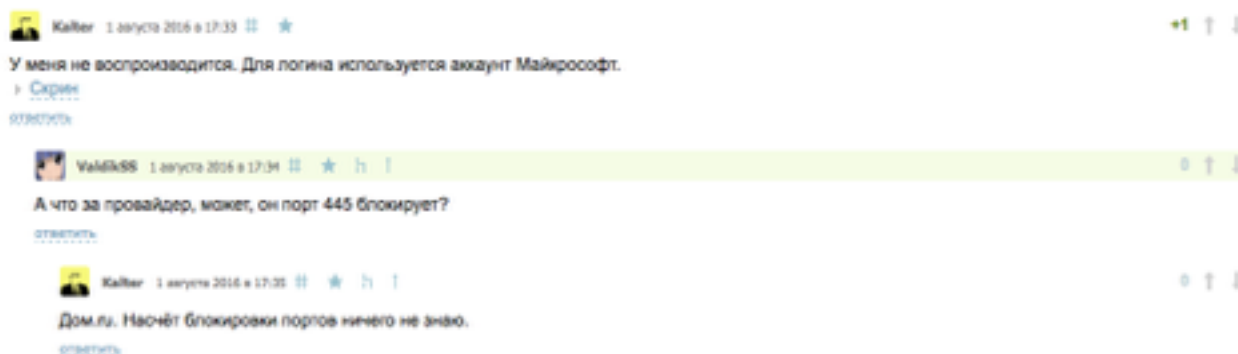 Kalter 1 августа 2016 в 17:33 +1
У меня не воспроизводится. Для логина используется аккаунт Майкрософт.
Скрин
ответить
ValdikSS 1 августа 2016 в 17:34 0
А что за провайдер, может, он порт 445 блокирует?
ответить
Kalter 1 августа 2016 в 17:35 0
Дом.ru. Насчёт блокировки портов ничего не знаю.
ответить